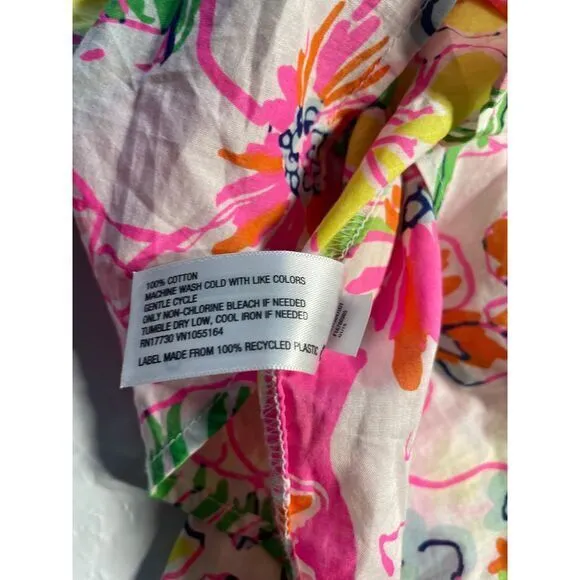 100% COTTON
MACHINE WASH COLD WITH LIKE COLORS
GENTLE CYCLE
ONLY NON-CHLORINE BLEACH IF NEEDED
TUMBLE DRY LOW, COOL IRON IF NEEDED
RN17730 VN1055164
LABEL MADE FROM 100% RECYCLED PLASTIC